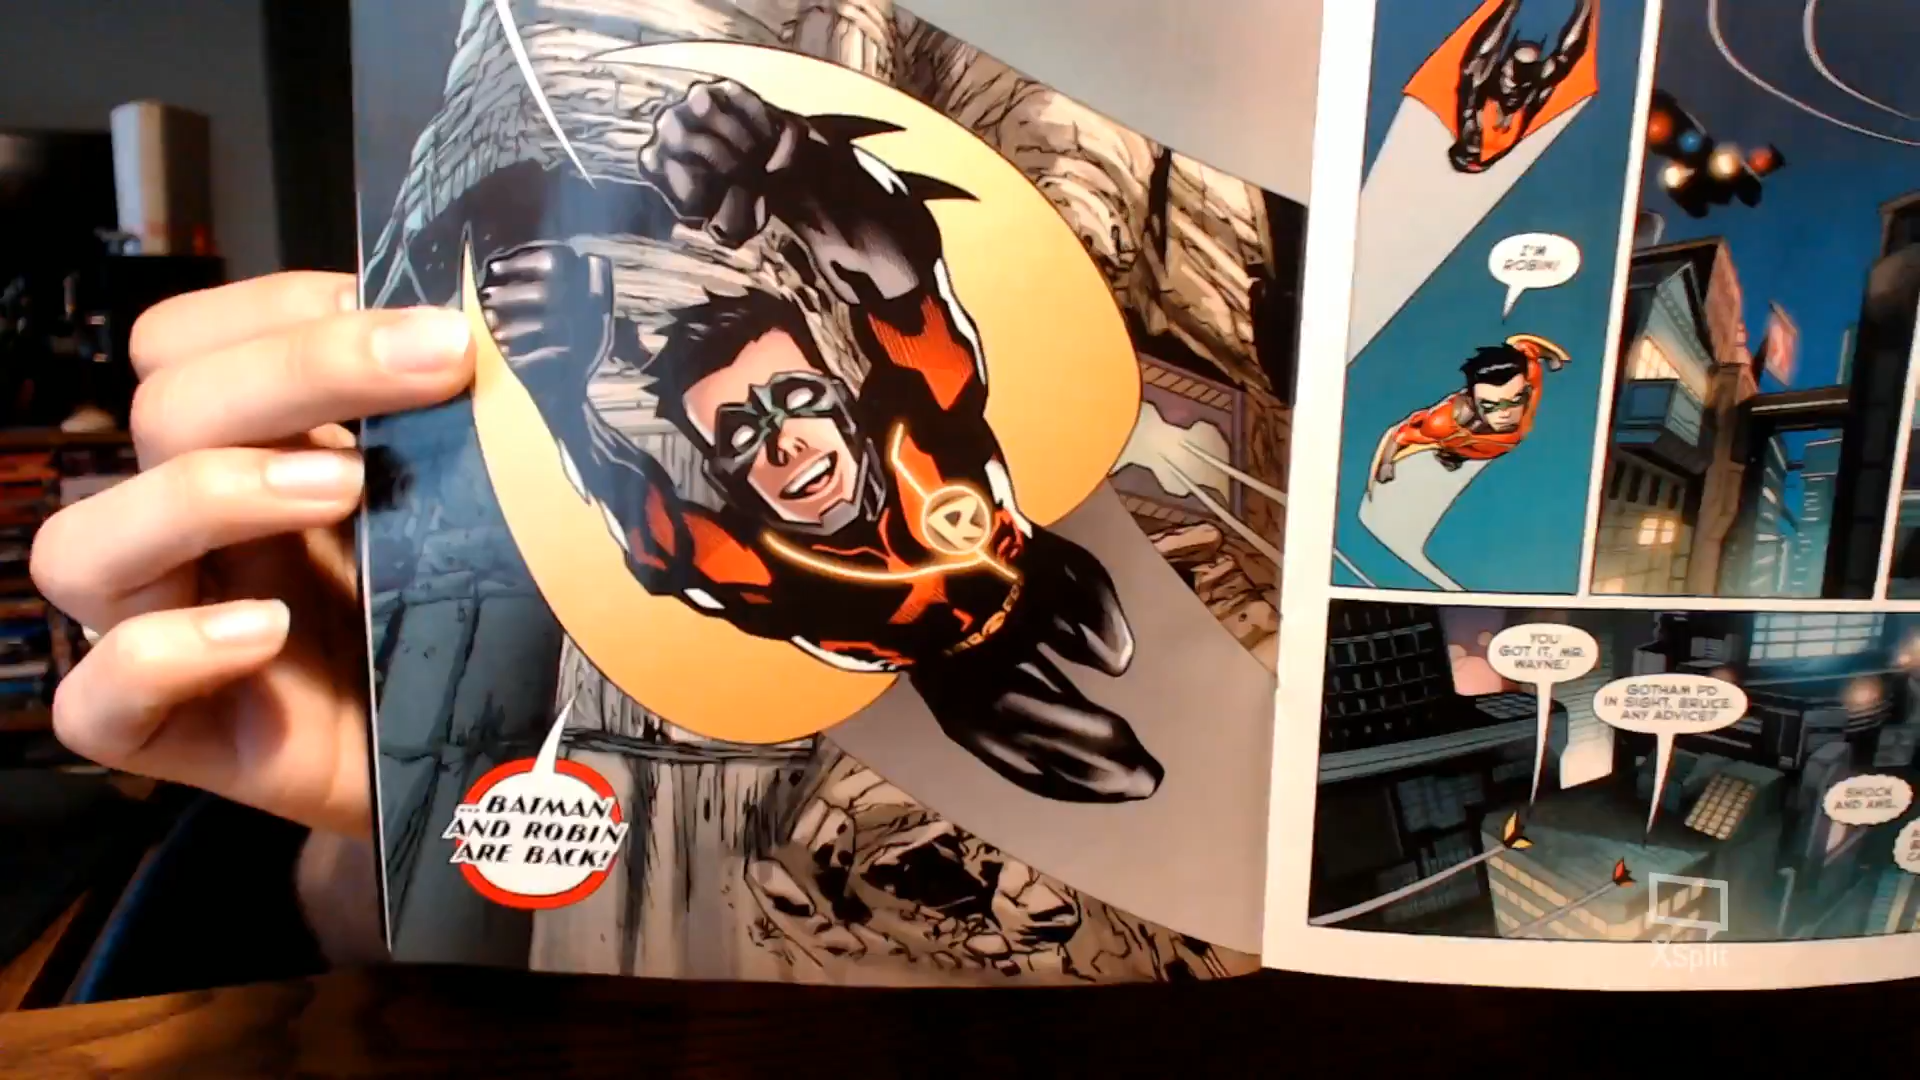 R
...BATMAN
AND ROBIN
ARE BACK!
I'M
ROBIN!
YOU
GOT IT, MR.
WAYNE!
GOTHAM PD
IN SIGHT, BRUCE.
ANY ADVICE?
SHOCK
AND AWE.
XSplit